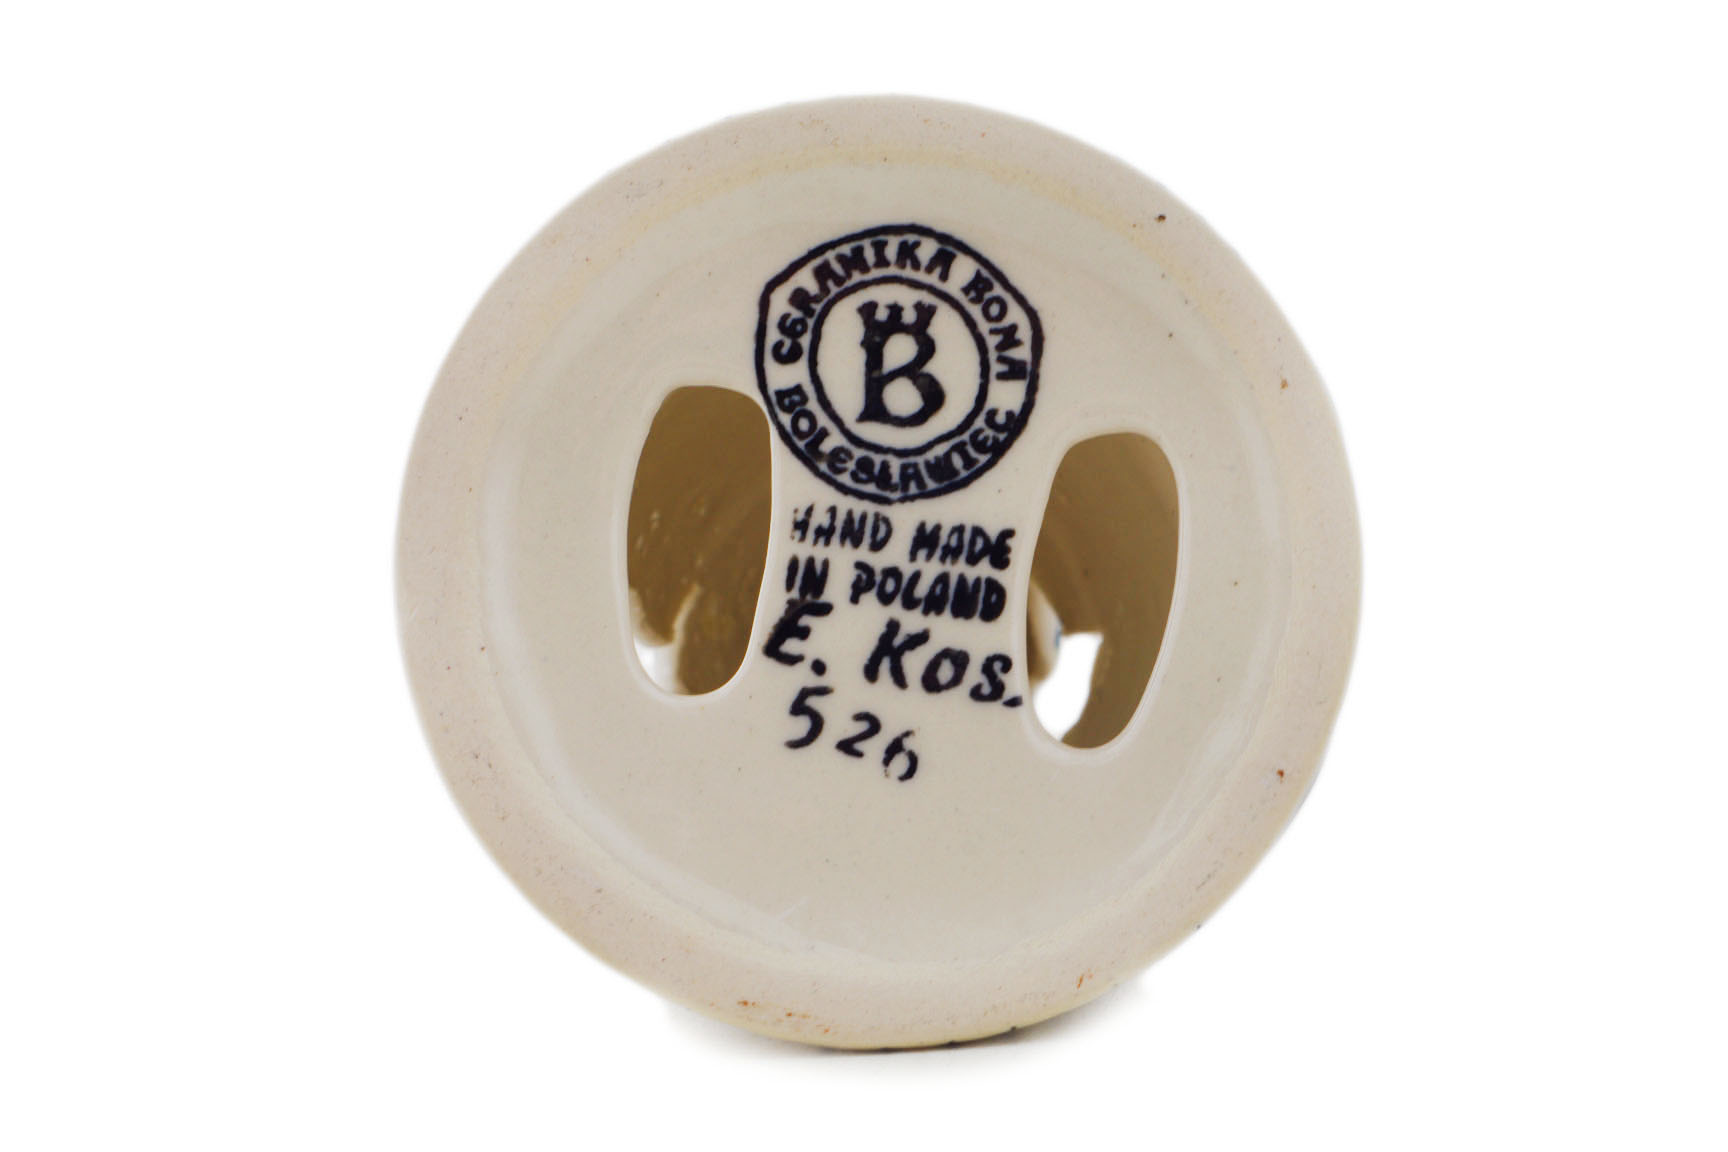 CERAMIKA BONA
B
BOLESŁAWIEC
HAND MADE
IN POLAND
E. Kos.
526